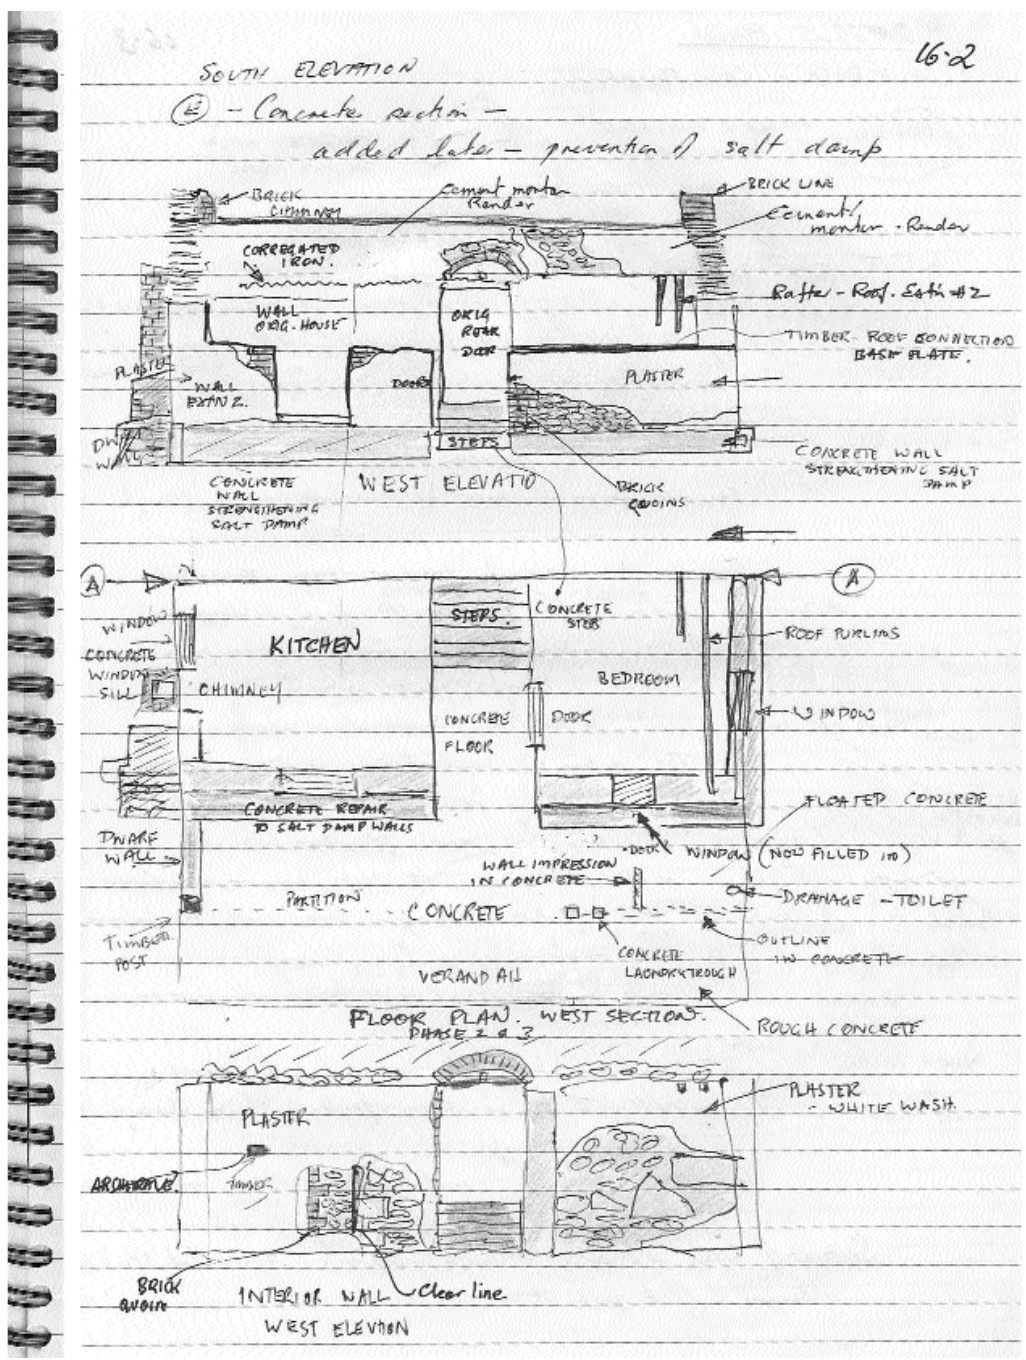 16-2
SOUTH ELEVATION
(E) - Concrete section -
added later - prevention of salt damp
BRICK
CHIMNEY
Cement mortar
Render
BRICK LINE
Cement/
mortar - Render
CORREGATED
IRON.
WALL
ORIG. HOUSE
ORIG
REAR
DOOR
Rafter - Roof. Extn #2
TIMBER ROOF CONNECTION
BASE PLATE.
PLASTER
WALL
EXTN 2.
DOOR
PLASTER
DW
WALL
STEPS
CONCRETE WALL
STRENGTHENING SALT
DAMP
CONCRETE
WALL
STRENGTHENING
SALT DAMP
WEST ELEVATIO
BRICK
QUOINS
A
A
WINDOW
CONCRETE
WINDOW
SILL
KITCHEN
STEPS.
CONCRETE
STEP
ROOF PURLINS
CHIMNEY
BEDROOM
CONCRETE
FLOOR
DOOR
WINDOW
CONCRETE REPAIR
TO SALT DAMP WALLS
FLOATED CONCRETE
DWARF
WALL
DOOR
WINDOW (NOW FILLED IN)
WALL IMPRESSION
IN CONCRETE
PARTITION
CONCRETE
DRAINAGE - TOILET
TIMBER
POST
OUTLINE
IN CONCRETE
CONCRETE
LAUNDRY TROUGH
VERANDAH
FLOOR PLAN. WEST SECTION.
PHASE 2 & 3
ROUGH CONCRETE
PLASTER
PLASTER
- WHITE WASH.
TIMBER
BRICK
QUOIN
INTERIOR WALL
Clear line
WEST ELEVTION